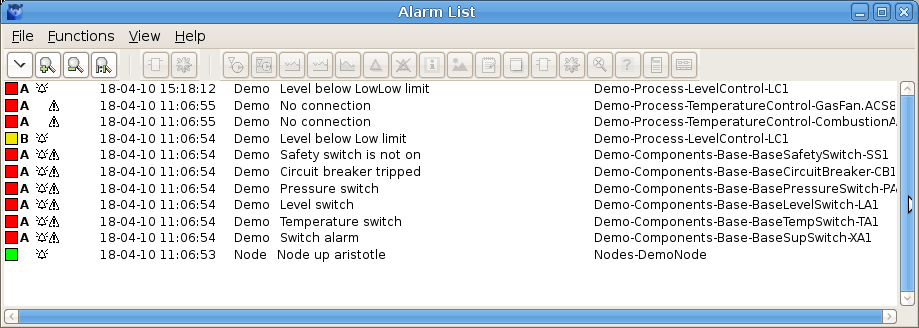 Alarm List
File Functions View Help
A 18-04-10 15:18:12 Demo Level below LowLow limit Demo-Process-LevelControl-LC1
A 18-04-10 11:06:55 Demo No connection Demo-Process-TemperatureControl-GasFan.ACS8
A 18-04-10 11:06:55 Demo No connection Demo-Process-TemperatureControl-CombustionA
B 18-04-10 11:06:54 Demo Level below Low limit Demo-Process-LevelControl-LC1
A 18-04-10 11:06:54 Demo Safety switch is not on Demo-Components-Base-BaseSafetySwitch-SS1
A 18-04-10 11:06:54 Demo Circuit breaker tripped Demo-Components-Base-BaseCircuitBreaker-CB1
A 18-04-10 11:06:54 Demo Pressure switch Demo-Components-Base-BasePressureSwitch-PA
A 18-04-10 11:06:54 Demo Level switch Demo-Components-Base-BaseLevelSwitch-LA1
A 18-04-10 11:06:54 Demo Temperature switch Demo-Components-Base-BaseTempSwitch-TA1
A 18-04-10 11:06:54 Demo Switch alarm Demo-Components-Base-BaseSupSwitch-XA1
18-04-10 11:06:53 Node Node up aristotle Nodes-DemoNode